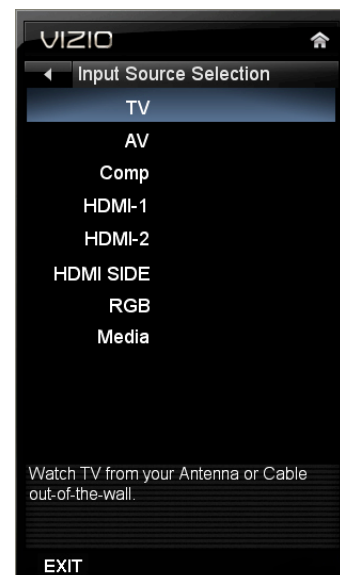 VIZIO
Input Source Selection
TV
AV
Comp
HDMI-1
HDMI-2
HDMI SIDE
RGB
Media
Watch TV from your Antenna or Cable
out-of-the-wall.
EXIT